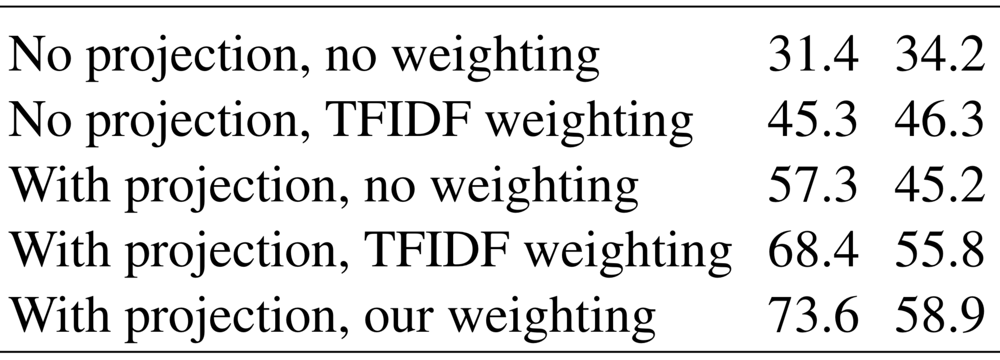 No projection, no weighting 31.4 34.2
No projection, TFIDF weighting 45.3 46.3
With projection, no weighting 57.3 45.2
With projection, TFIDF weighting 68.4 55.8
With projection, our weighting 73.6 58.9